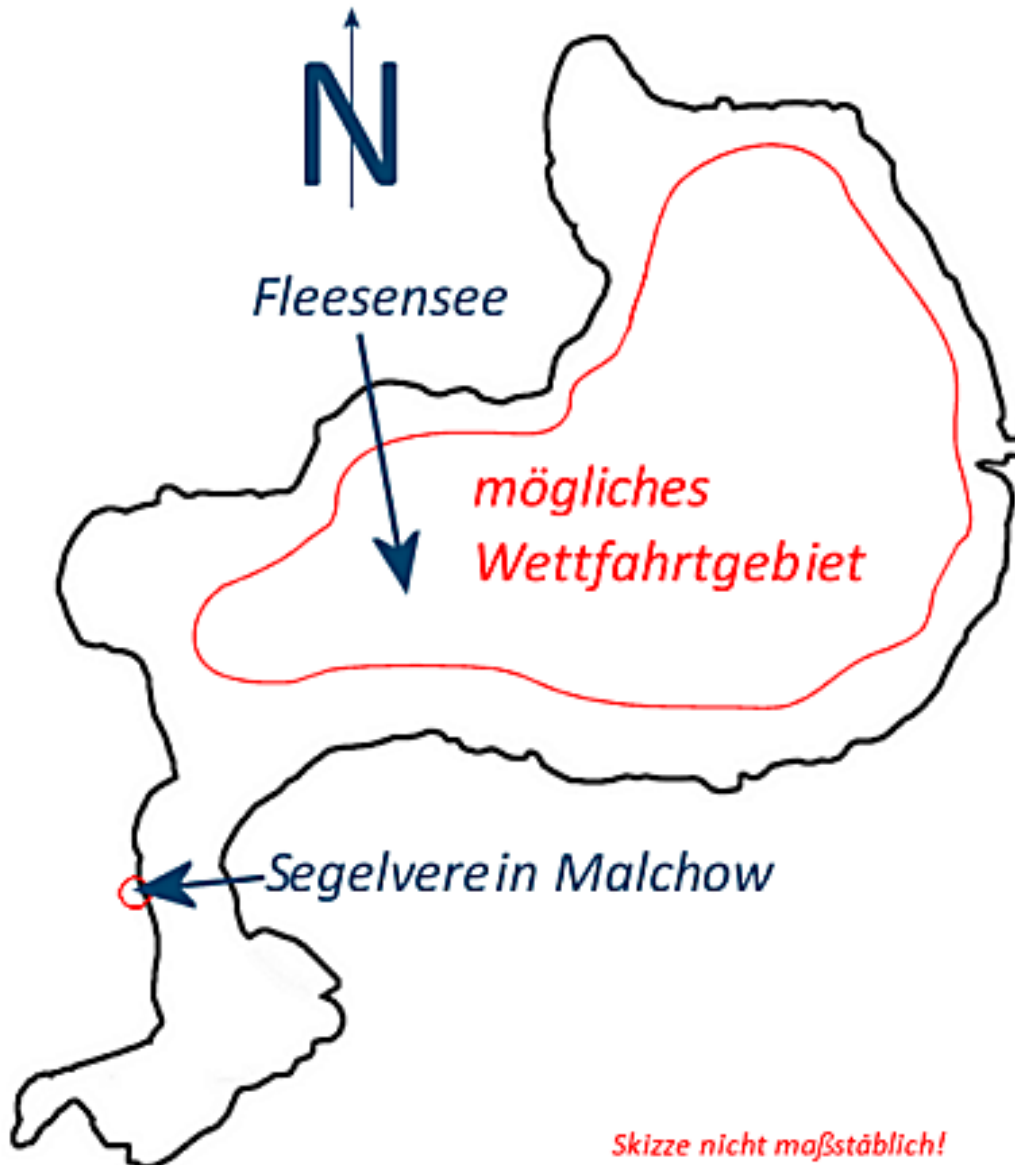 N
Fleesensee
mögliches
Wettfahrtgebiet
Segelverein Malchow
Skizze nicht maßstäblich!